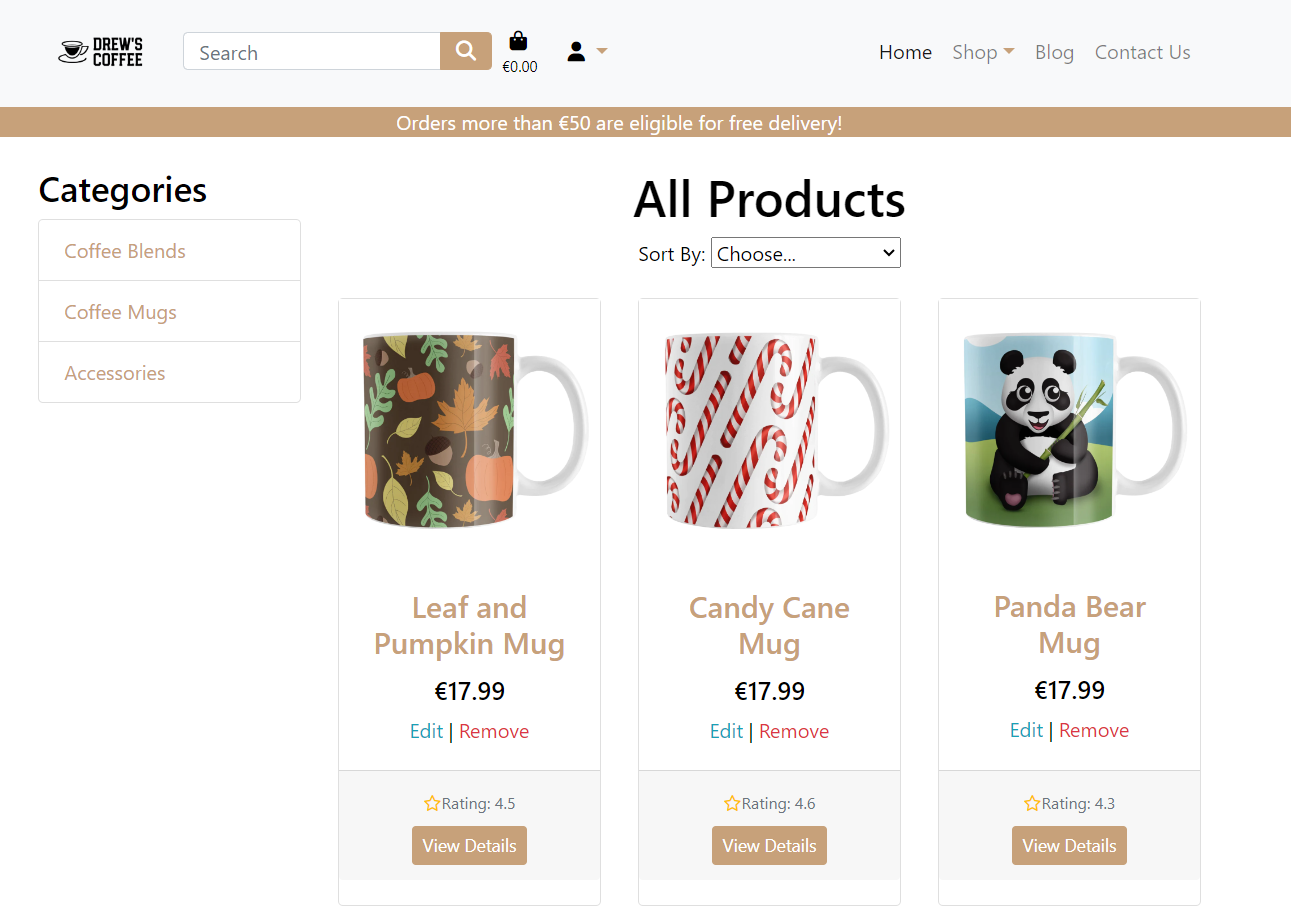 DREW'S
COFFEE
Search
€0.00
Home Shop Blog Contact Us
Orders more than €50 are eligible for free delivery!
Categories
Coffee Blends
Coffee Mugs
Accessories
All Products
Sort By: Choose...
Leaf and
Pumpkin Mug
€17.99
Edit | Remove
Rating: 4.5
View Details
Candy Cane
Mug
€17.99
Edit | Remove
Rating: 4.6
View Details
Panda Bear
Mug
€17.99
Edit | Remove
Rating: 4.3
View Details